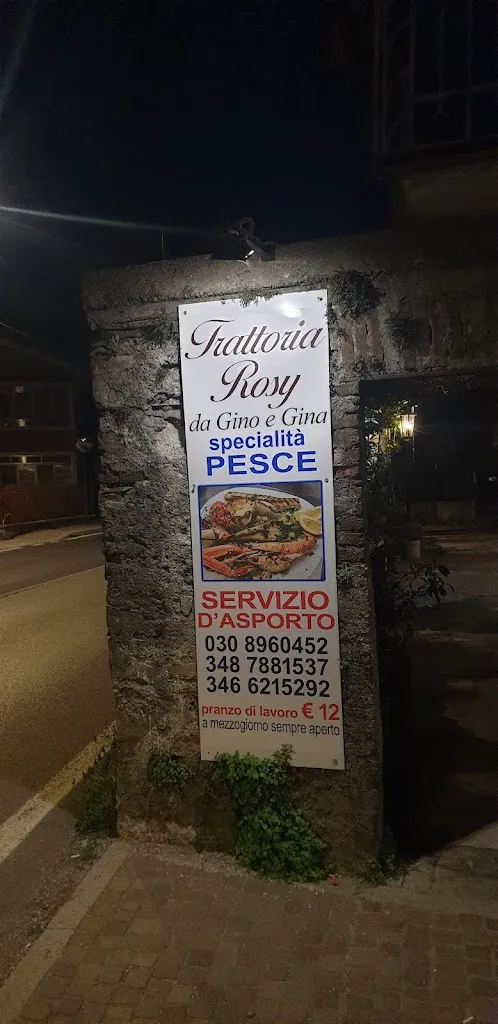 Trattoria
Rosy
da Gino e Gina
specialità
PESCE
SERVIZIO
D'ASPORTO
030 8960452
348 7881537
346 6215292
pranzo di lavoro € 12
a mezzogiorno sempre aperto